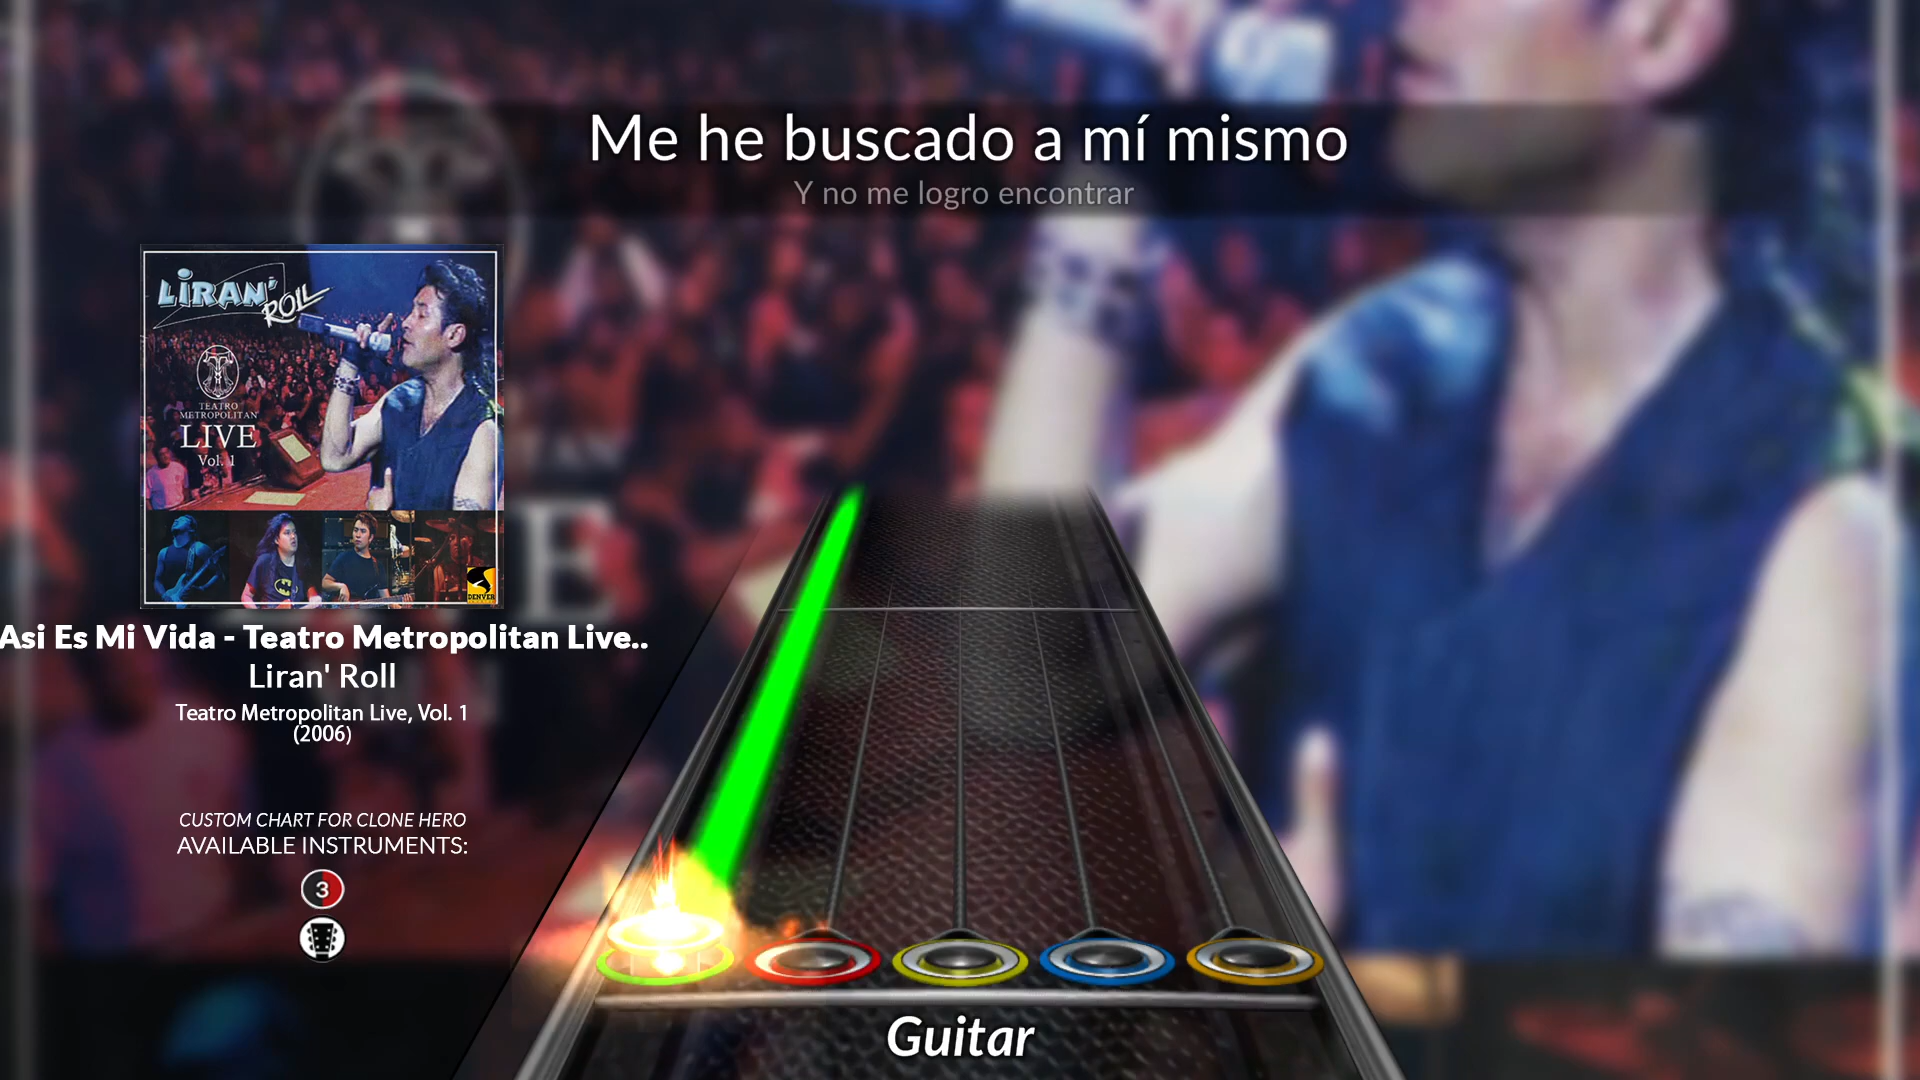 Me he buscado a mí mismo
Y no me logro encontrar
LiRAN'
ROLL
TEATRO
METROPOLITAN
LIVE
Vol. 1
DENVER
Asi Es Mi Vida - Teatro Metropolitan Live..
Liran' Roll
Teatro Metropolitan Live, Vol. 1
(2006)
CUSTOM CHART FOR CLONE HERO
AVAILABLE INSTRUMENTS:
3
Guitar